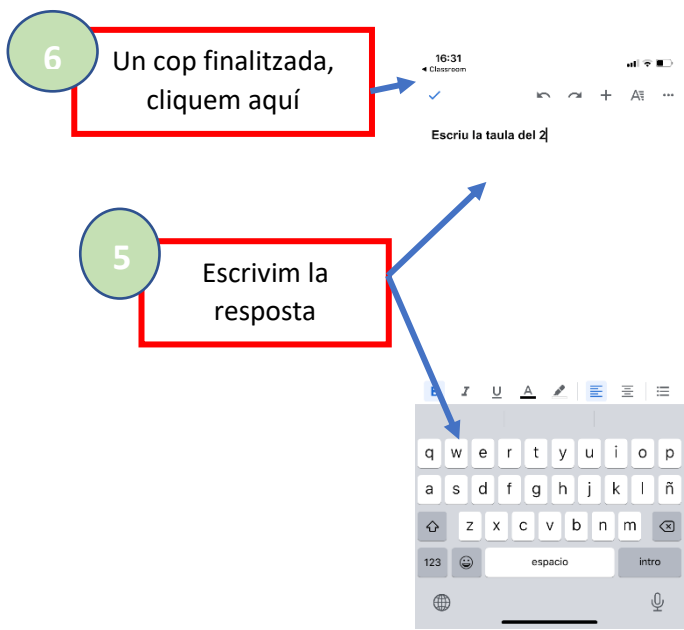 6
Un cop finalitzada,
cliquem aquí
16:31
Classroom
A
Escriu la taula del 2
5
Escrivim la
resposta
B I U A
q w e r t y u i o p
a s d f g h j k l ñ
z x c v b n m
123 espacio intro